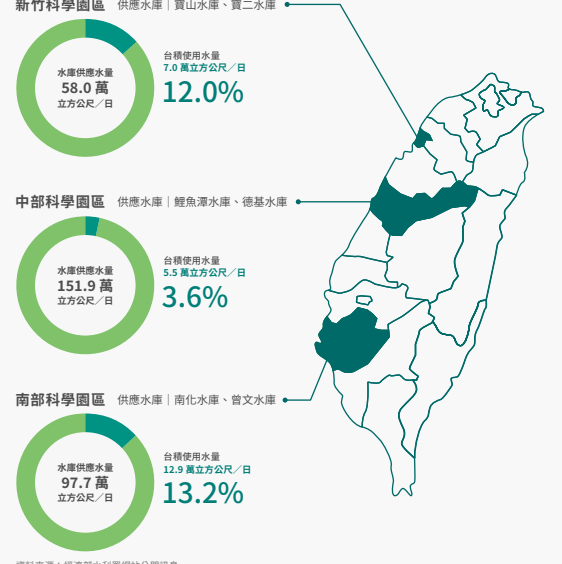 新竹科學園區 供應水庫｜寶山水庫、寶二水庫
水庫供應水量
58.0 萬
立方公尺／日
台積使用水量
7.0 萬立方公尺／日
12.0%
中部科學園區 供應水庫｜鯉魚潭水庫、德基水庫
水庫供應水量
151.9 萬
立方公尺／日
台積使用水量
5.5 萬立方公尺／日
3.6%
南部科學園區 供應水庫｜南化水庫、曾文水庫
水庫供應水量
97.7 萬
立方公尺／日
台積使用水量
12.9 萬立方公尺／日
13.2%